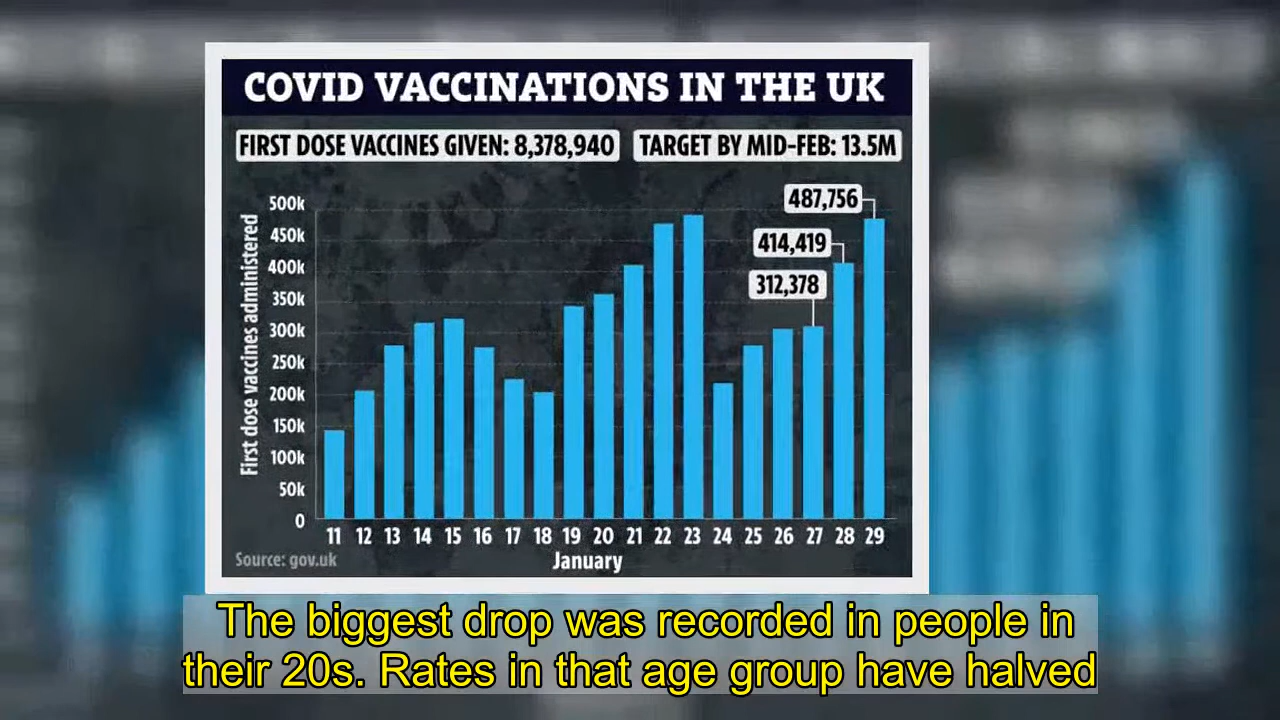 COVID VACCINATIONS IN THE UK
FIRST DOSE VACCINES GIVEN: 8,378,940
TARGET BY MID-FEB: 13.5M
First dose vaccines administered
500k
450k
400k
350k
300k
250k
200k
150k
100k
50k
0
487,756
414,419
312,378
11 12 13 14 15 16 17 18 19 20 21 22 23 24 25 26 27 28 29
January
Source: gov.uk
The biggest drop was recorded in people in
their 20s. Rates in that age group have halved